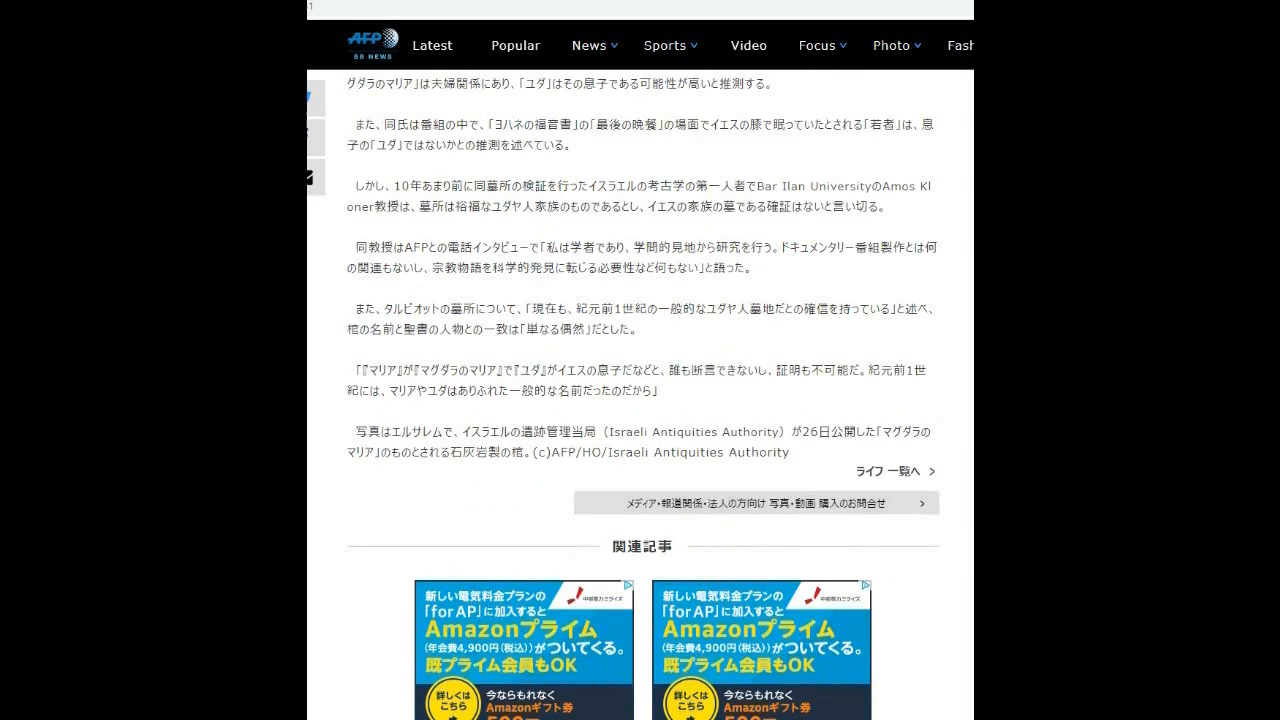 AFP
BB NEWS
Latest Popular News Sports Video Focus Photo Fash
グダラのマリア」は夫婦関係にあり、「ユダ」はその息子である可能性が高いと推測する。
また、同氏は番組の中で、「ヨハネの福音書」の「最後の晩餐」の場面でイエスの膝で眠っていたとされる「若者」は、息
子の「ユダ」ではないかとの推測を述べている。
しかし、10年あまり前に同墓所の検証を行ったイスラエルの考古学の第一人者でBar Ilan UniversityのAmos Kl
oner教授は、墓所は裕福なユダヤ人家族のものであるとし、イエスの家族の墓である確証はないと言い切る。
同教授はAFPとの電話インタビューで「私は学者であり、学問的見地から研究を行う。ドキュメンタリー番組製作とは何
の関連もないし、宗教物語を科学的発見に転じる必要性など何もない」と語った。
また、タルピオットの墓所について、「現在も、紀元前1世紀の一般的なユダヤ人墓地だとの確信を持っている」と述べ、
棺の名前と聖書の人物との一致は「単なる偶然」だとした。
「『マリア』が『マグダラのマリア』で『ユダ』がイエスの息子だなどと、誰も断言できないし、証明も不可能だ。紀元前1世
紀には、マリアやユダはありふれた一般的な名前だったのだから」
写真はエルサレムで、イスラエルの遺跡管理当局（Israeli Antiquities Authority）が26日公開した「マグダラの
マリア」のものとされる石灰岩製の棺。(c)AFP/HO/Israeli Antiquities Authority
ライフ 一覧へ >
メディア・報道関係・法人の方向け 写真・動画 購入のお問合せ >
関連記事
新しい電気料金プランの
「for AP」に加入すると
中部電力ミライズ
Amazonプライム
(年会費4,900円(税込))がついてくる。
既プライム会員もOK
詳しくは
こちら
今ならもれなく
Amazonギフト券
新しい電気料金プランの
「for AP」に加入すると
中部電力ミライズ
Amazonプライム
(年会費4,900円(税込))がついてくる。
既プライム会員もOK
詳しくは
こちら
今ならもれなく
Amazonギフト券